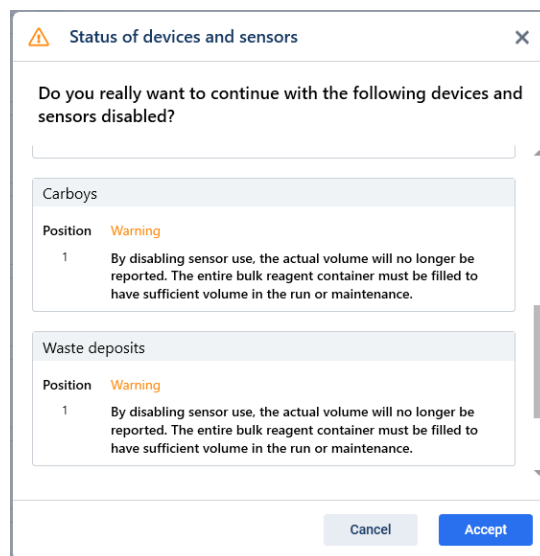 Status of devices and sensors
Do you really want to continue with the following devices and
sensors disabled?
Carboys
Position Warning
1 By disabling sensor use, the actual volume will no longer be
reported. The entire bulk reagent container must be filled to
have sufficient volume in the run or maintenance.
Waste deposits
Position Warning
1 By disabling sensor use, the actual volume will no longer be
reported. The entire bulk reagent container must be filled to
have sufficient volume in the run or maintenance.
Cancel Accept